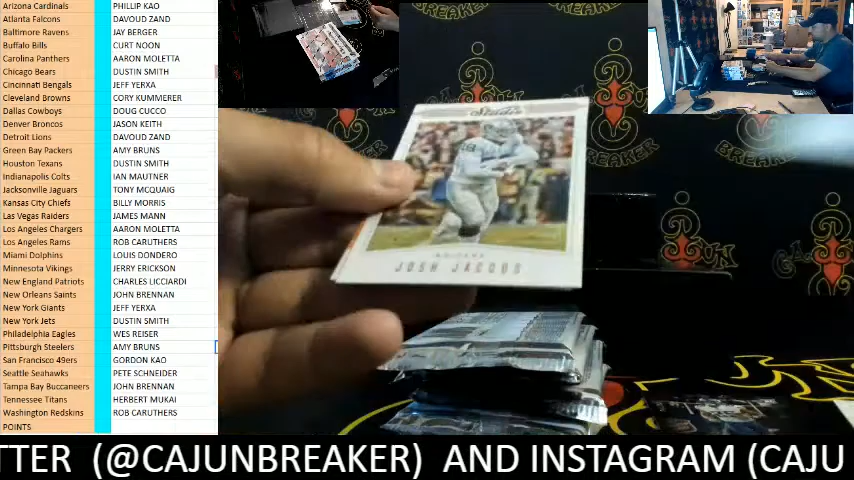 Arizona Cardinals PHILLIP KAO
Atlanta Falcons DAVOUD ZAND
Baltimore Ravens JAY BERGER
Buffalo Bills CURT NOON
Carolina Panthers AARON MOLETTA
Chicago Bears DUSTIN SMITH
Cincinnati Bengals JEFF YERXA
Cleveland Browns CORY KUMMERER
Dallas Cowboys DOUG CUCCO
Denver Broncos JASON KEITH
Detroit Lions DAVOUD ZAND
Green Bay Packers AMY BRUNS
Houston Texans DUSTIN SMITH
Indianapolis Colts IAN MAUTNER
Jacksonville Jaguars TONY MCQUAIG
Kansas City Chiefs BILLY MORRIS
Las Vegas Raiders JAMES MANN
Los Angeles Chargers AARON MOLETTA
Los Angeles Rams ROB CARUTHERS
Miami Dolphins LOUIS DONDERO
Minnesota Vikings JERRY ERICKSON
New England Patriots CHARLES LICCIARDI
New Orleans Saints JOHN BRENNAN
New York Giants JEFF YERXA
New York Jets DUSTIN SMITH
Philadelphia Eagles WES REISER
Pittsburgh Steelers AMY BRUNS
San Francisco 49ers GORDON KAO
Seattle Seahawks PETE SCHNEIDER
Tampa Bay Buccaneers JOHN BRENNAN
Tennessee Titans HERBERT MUKAI
Washington Redskins ROB CARUTHERS
POINTS
JOSH JACOBS
TTER (@CAJUNBREAKER) AND INSTAGRAM (CAJU